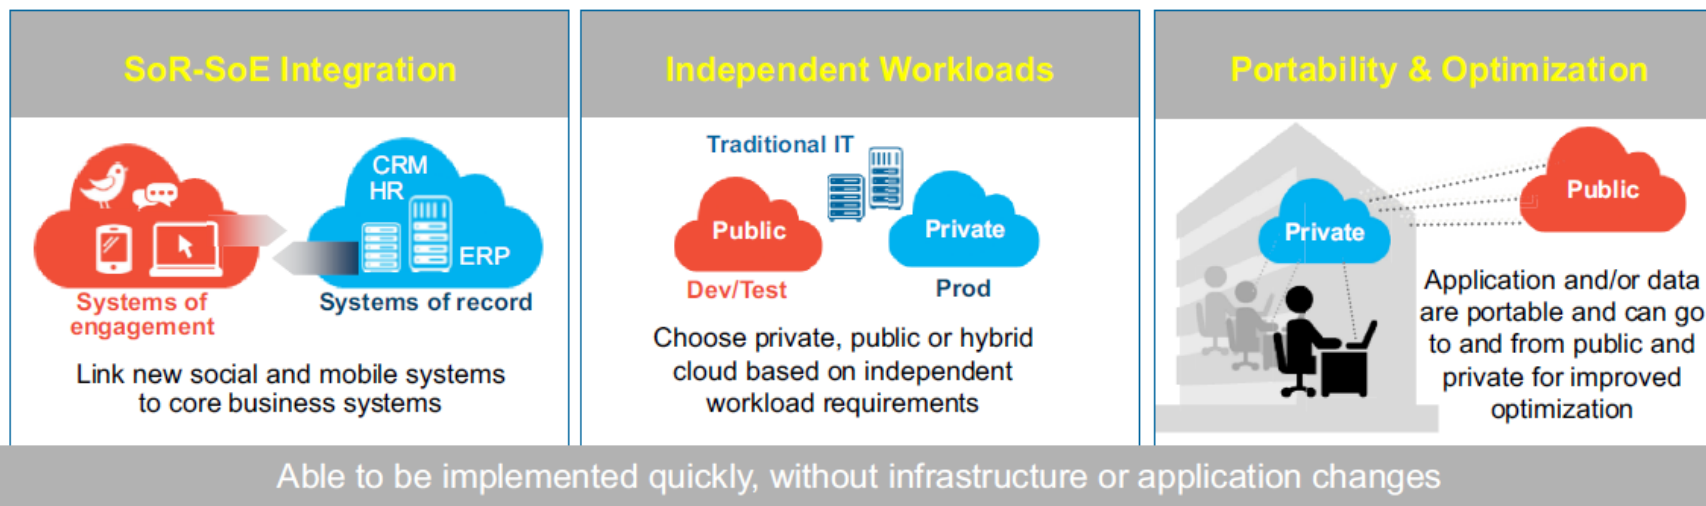 SoR-SoE Integration
CRM
HR
ERP
Systems of
engagement
Systems of record
Link new social and mobile systems
to core business systems
Independent Workloads
Traditional IT
Public
Private
Dev/Test
Prod
Choose private, public or hybrid
cloud based on independent
workload requirements
Portability & Optimization
Public
Private
Application and/or data
are portable and can go
to and from public and
private for improved
optimization
Able to be implemented quickly, without infrastructure or application changes